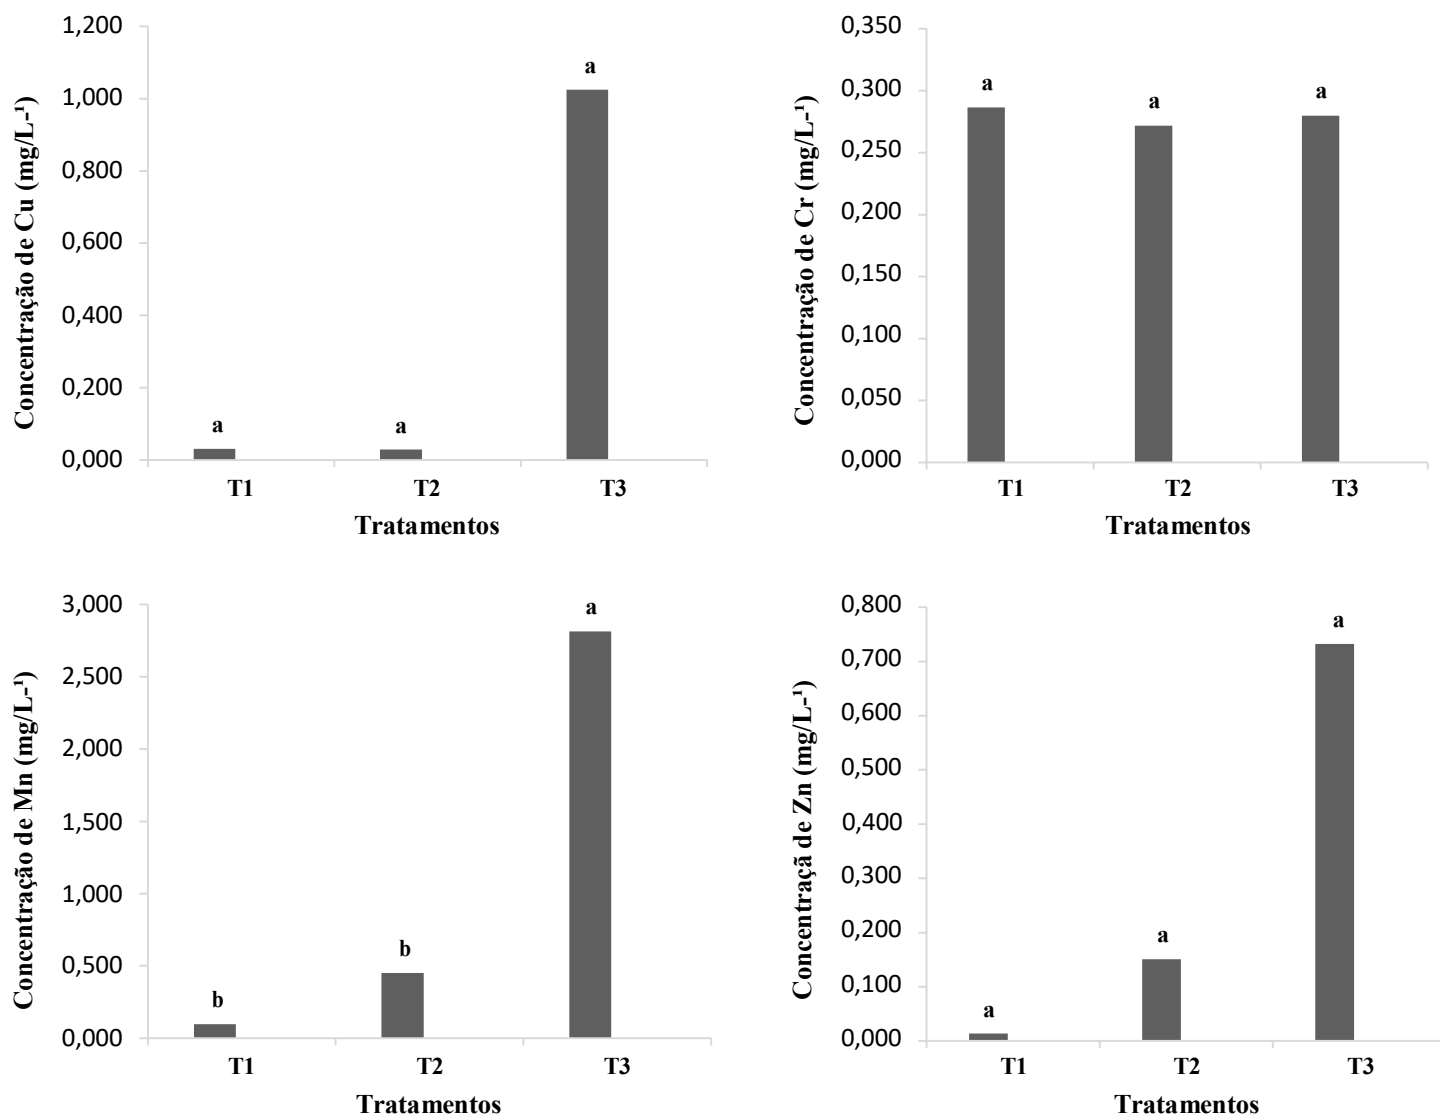 Concentração de Cu (mg/L-¹)
1,200
1,000
0,800
0,600
0,400
0,200
0,000
a
a
a
T1
T2
T3
Tratamentos
Concentração de Cr (mg/L-¹)
0,350
0,300
0,250
0,200
0,150
0,100
0,050
0,000
a
a
a
T1
T2
T3
Tratamentos
Concentração de Mn (mg/L-¹)
3,000
2,500
2,000
1,500
1,000
0,500
0,000
b
b
a
T1
T2
T3
Tratamentos
Concentraçã de Zn (mg/L-¹)
0,800
0,700
0,600
0,500
0,400
0,300
0,200
0,100
0,000
a
a
a
T1
T2
T3
Tratamentos